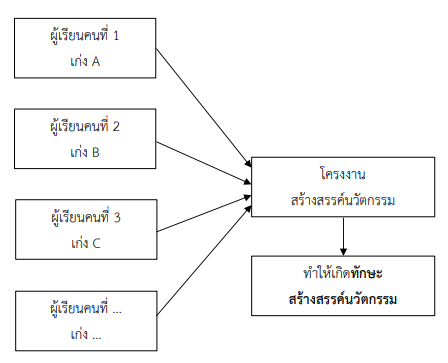 ผู้เรียนคนที่ 1
เก่ง A
ผู้เรียนคนที่ 2
เก่ง B
ผู้เรียนคนที่ 3
เก่ง C
ผู้เรียนคนที่ ...
เก่ง ...
โครงงาน
สร้างสรรค์นวัตกรรม
ทำให้เกิดทักษะ
สร้างสรรค์นวัตกรรม